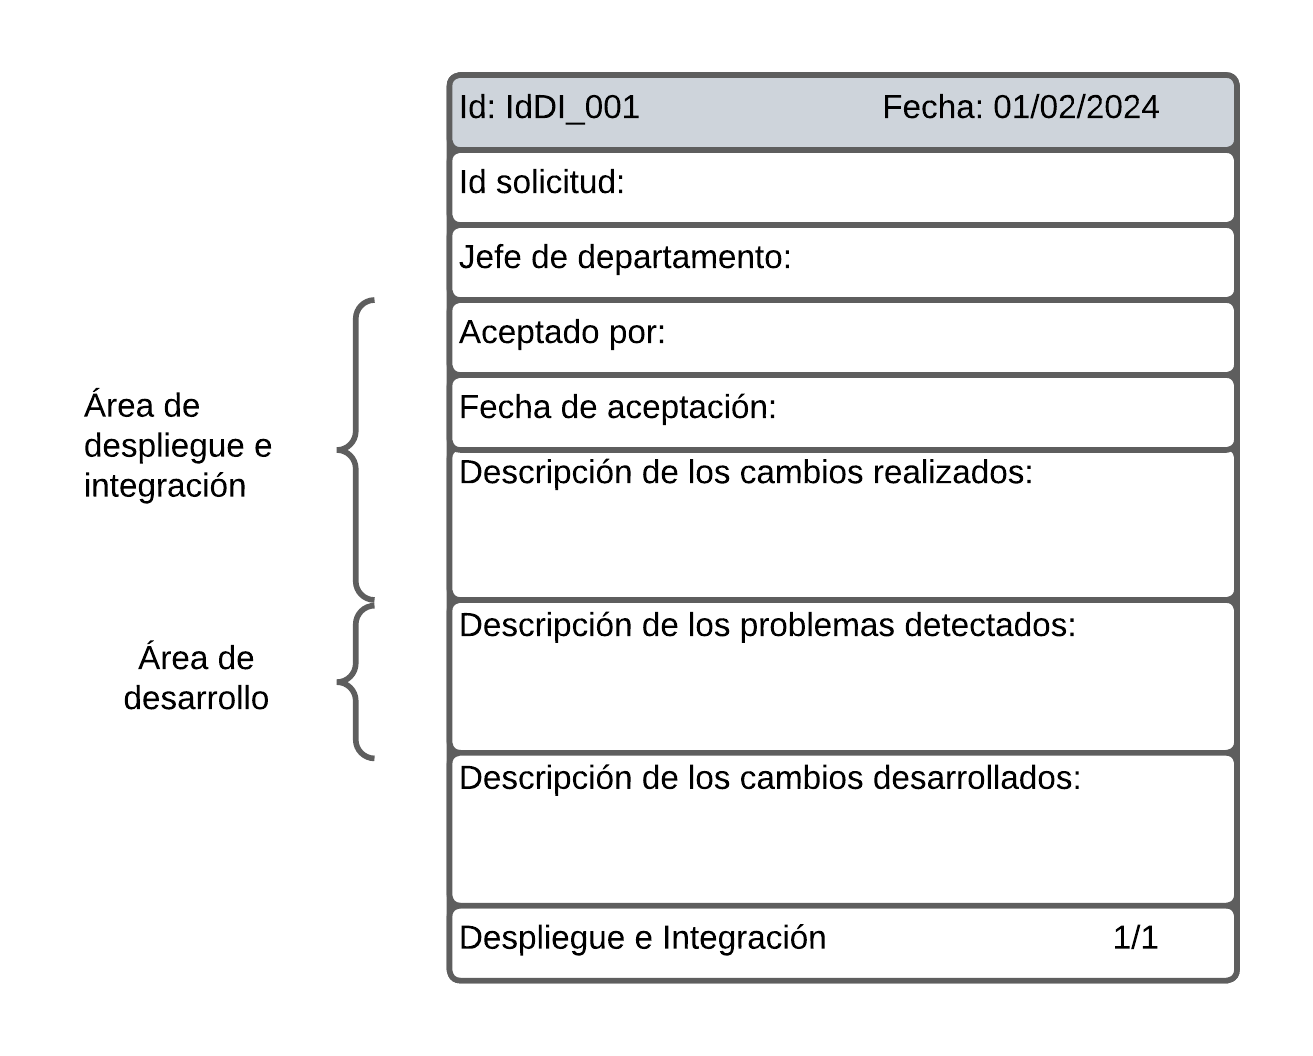 Id: IdDI_001 Fecha: 01/02/2024
Id solicitud:
Jefe de departamento:
Aceptado por:
Fecha de aceptación:
Descripción de los cambios realizados:
Descripción de los problemas detectados:
Descripción de los cambios desarrollados:
Despliegue e Integración 1/1
Área de
despliegue e
integración
Área de
desarrollo